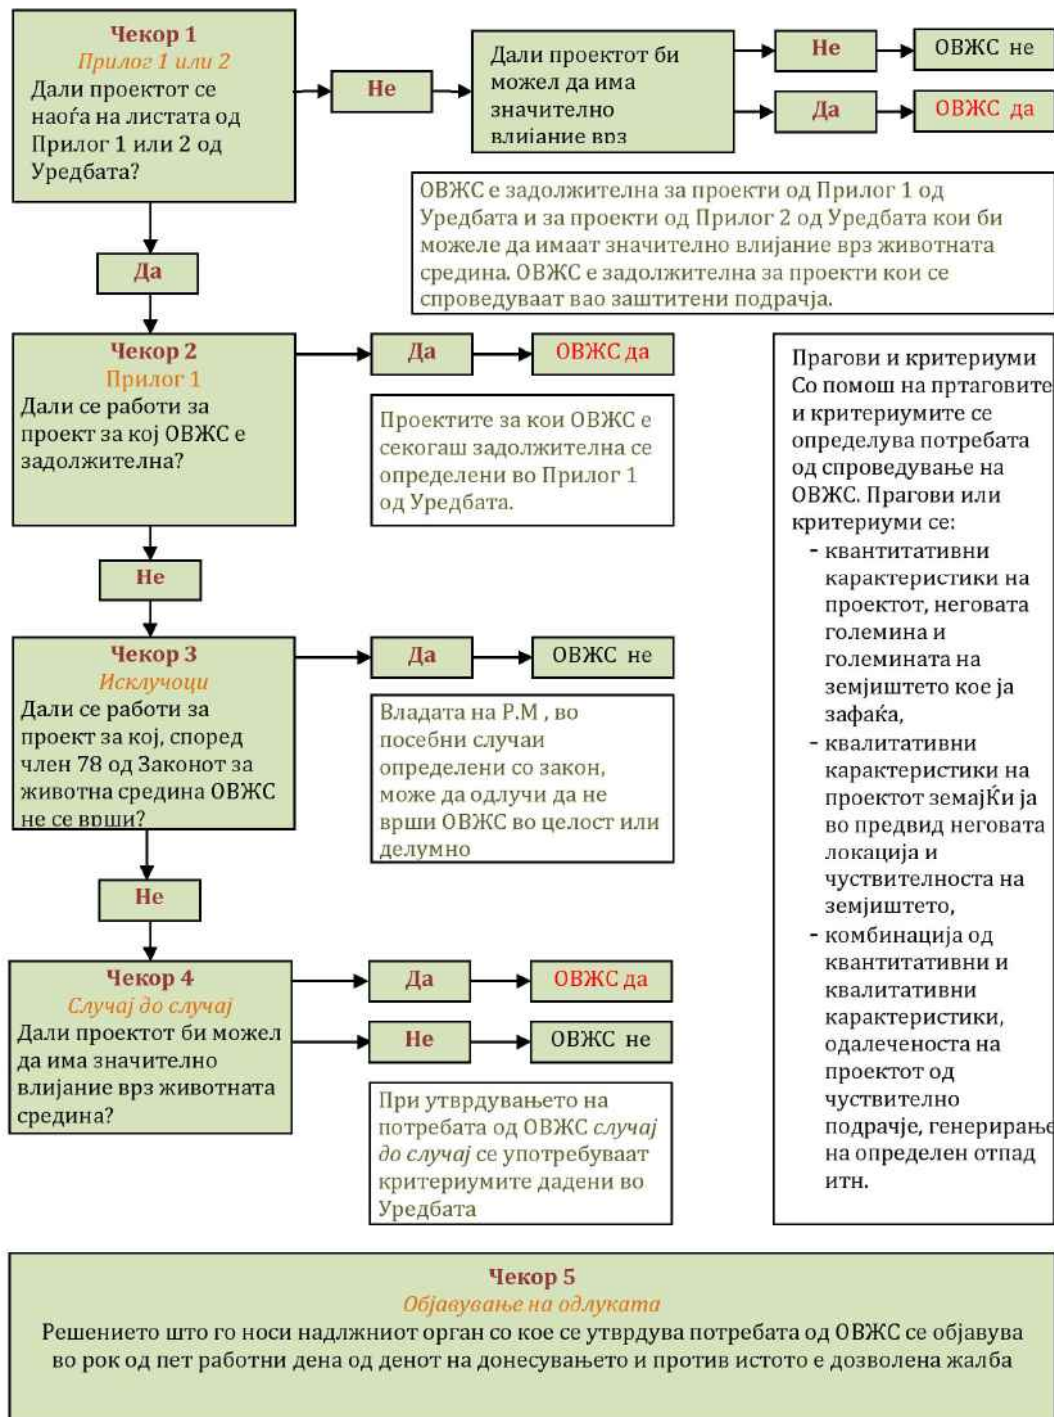 Чекор 1
Прилог 1 или 2
Дали проектот се
наоѓа на листата од
Прилог 1 или 2 од
Уредбата?
Не
Дали проектот би
можел да има
значително
влијание врз
Не
ОВЖС не
Да
ОВЖС да
ОВЖС е задолжителна за проекти од Прилог 1 од
Уредбата и за проекти од Прилог 2 од Уредбата кои би
можеле да имаат значително влијание врз животната
средина. ОВЖС е задолжителна за проекти кои се
спроведуваат вао заштитени подрачја.
Да
Чекор 2
Прилог 1
Дали се работи за
проект за кој ОВЖС е
задолжителна?
Да
ОВЖС да
Проектите за кои ОВЖС е
секогаш задолжителна се
определени во Прилог 1
од Уредбата.
Не
Чекор 3
Исклучоци
Дали се работи за
проект за кој, според
член 78 од Законот за
животна средина ОВЖС
не се врши?
Да
ОВЖС не
Владата на Р.М , во
посебни случаи
определени со закон,
може да одлучи да не
врши ОВЖС во целост или
делумно
Не
Чекор 4
Случај до случај
Дали проектот би можел
да има значително
влијание врз животната
средина?
Да
ОВЖС да
Не
ОВЖС не
При утврдувањето на
потребата од ОВЖС случај
до случај се употребуваат
критериумите дадени во
Уредбата
Прагови и критериуми
Со помош на пртаговите
и критериумите се
определува потребата
од спроведување на
ОВЖС. Прагови или
критериуми се:
- квантитативни
карактеристики на
проектот, неговата
големина и
големината на
земјиштето кое ја
зафаќа,
- квалитативни
карактеристики на
проектот земајЌи ја
во предвид неговата
локација и
чуствителноста на
земјиштето,
- комбинација од
квантитативни и
квалитативни
карактеристики,
одалеченоста на
проектот од
чуствително
подрачје, генерирање
на определен отпад
итн.
Чекор 5
Објавување на одлуката
Решението што го носи надлжниот орган со кое се утврдува потребата од ОВЖС се објавува
во рок од пет работни дена од денот на донесувањето и против истото е дозволена жалба